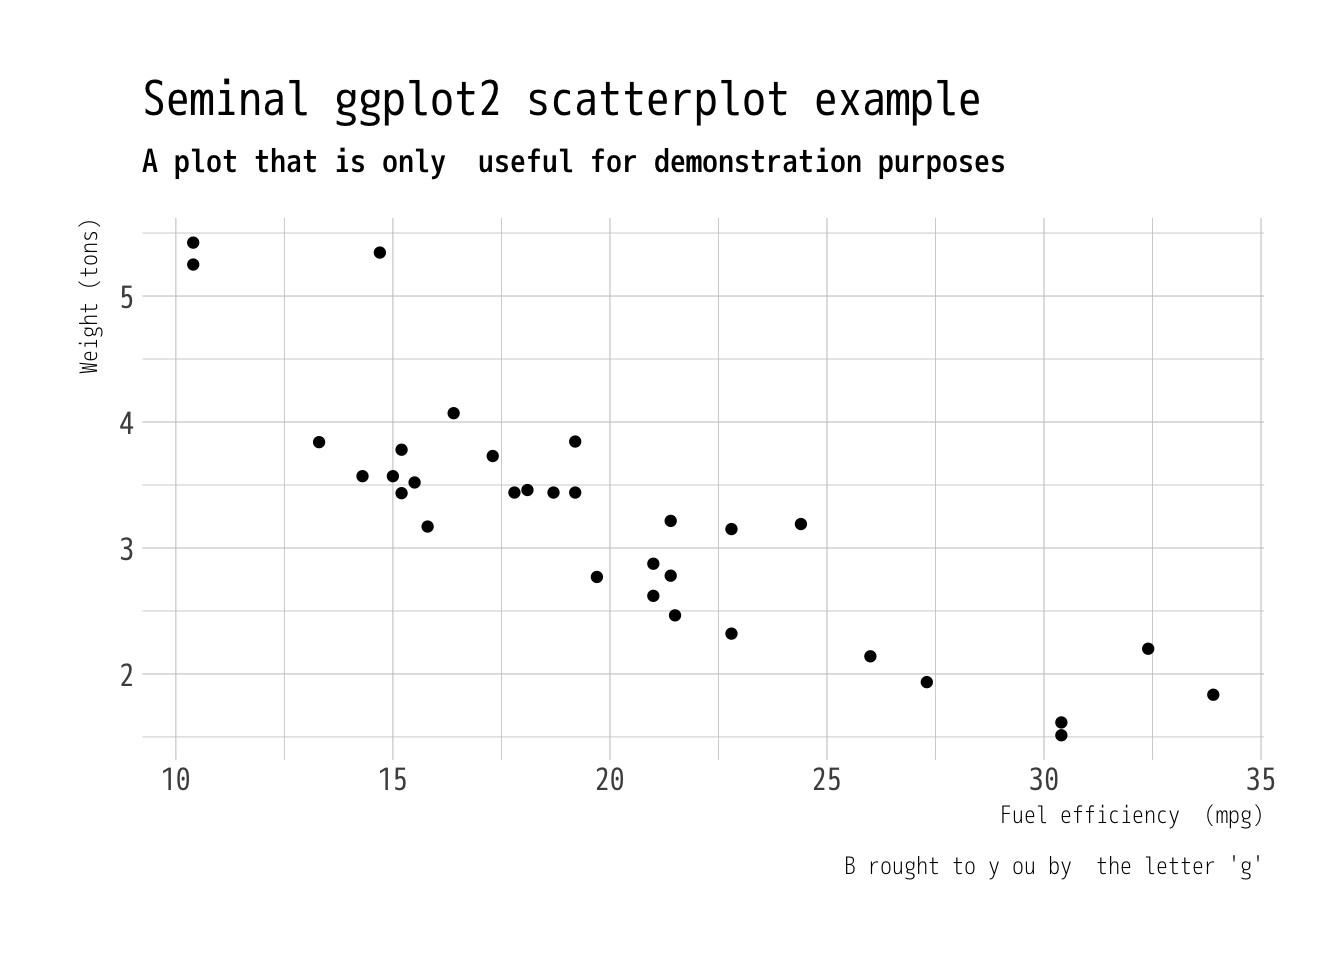 Seminal ggplot2 scatterplot example
A plot that is only  useful for demonstration purposes
Weight (tons)
5
4
3
2
10 15 20 25 30 35
Fuel efficiency  (mpg)
B rought to y ou by  the letter 'g'